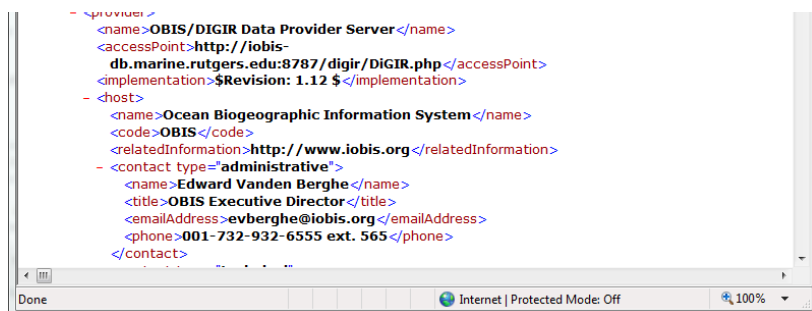 - <provider>
<name>OBIS/DIGIR Data Provider Server</name>
<accessPoint>http://iobis-
db.marine.rutgers.edu:8787/digir/DiGIR.php</accessPoint>
<implementation>$Revision: 1.12 $</implementation>
- <host>
<name>Ocean Biogeographic Information System</name>
<code>OBIS</code>
<relatedInformation>http://www.iobis.org</relatedInformation>
- <contact type="administrative">
<name>Edward Vanden Berghe</name>
<title>OBIS Executive Director</title>
<emailAddress>evberghe@iobis.org</emailAddress>
<phone>001-732-932-6555 ext. 565</phone>
</contact>
Done Internet | Protected Mode: Off 100%